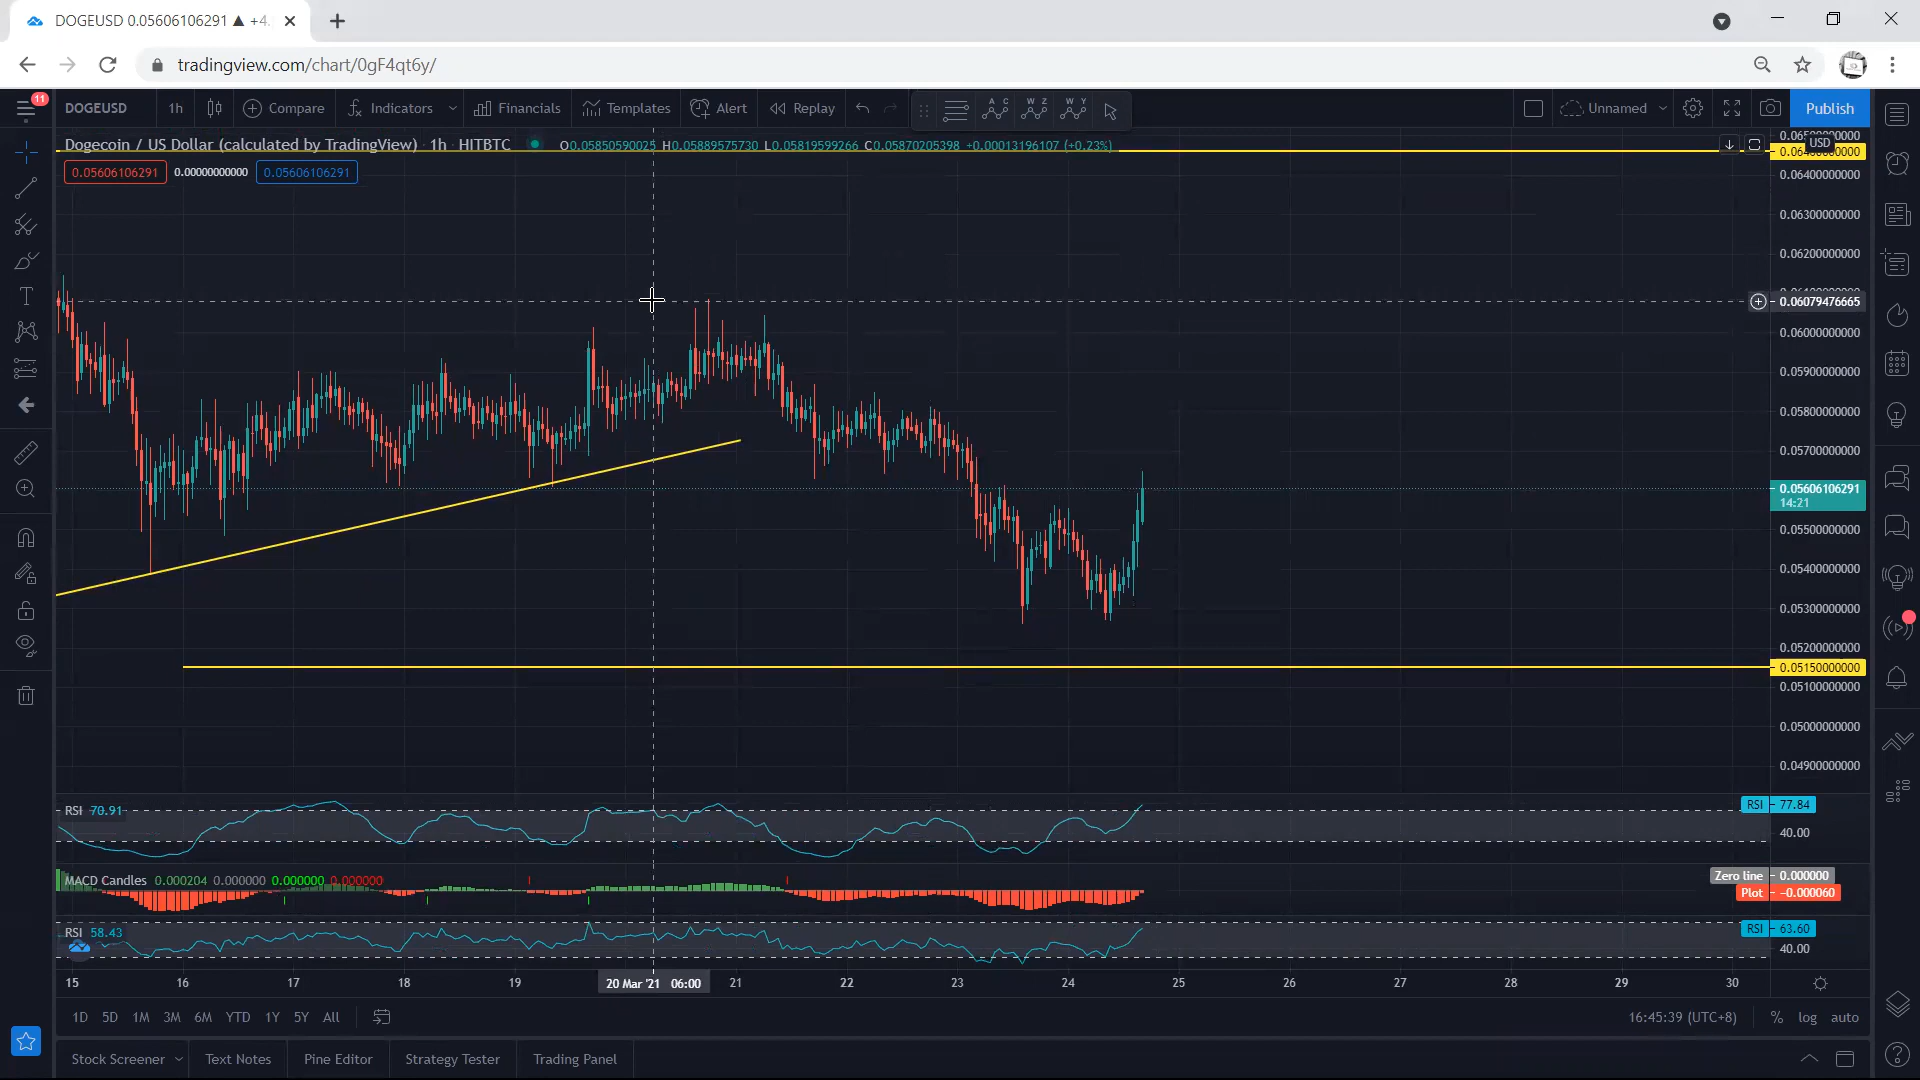 DOGEUSD 0.05606106291 ▲ +4.
tradingview.com/chart/0gF4qt6y/
11
DOGEUSD 1h Compare Indicators Financials Templates Alert Replay A C W Z W Y Unnamed Publish
Dogecoin / US Dollar (calculated by TradingView) · 1h · HITBTC O0.05850590025 H0.05889575730 L0.05819599266 C0.05870205398 +0.00013196107 (+0.23%)
0.05606106291 0.00000000000 0.05606106291
USD
0.06400000000
0.06300000000
0.06200000000
0.06079476665
0.06000000000
0.05900000000
0.05800000000
0.05700000000
0.05606106291
14:21
0.05500000000
0.05400000000
0.05300000000
0.05200000000
0.05150000000
0.05100000000
0.05000000000
0.04900000000
RSI 70.91 RSI 77.84
40.00
MACD Candles 0.000204 0.000000 0.000000 0.000000 Zero line 0.000000
Plot −0.000060
RSI 58.43 RSI 63.60
40.00
15 16 17 18 19 20 Mar '21 06:00 21 22 23 24 25 26 27 28 29 30
1D 5D 1M 3M 6M YTD 1Y 5Y All 16:45:39 (UTC+8) % log auto
Stock Screener Text Notes Pine Editor Strategy Tester Trading Panel